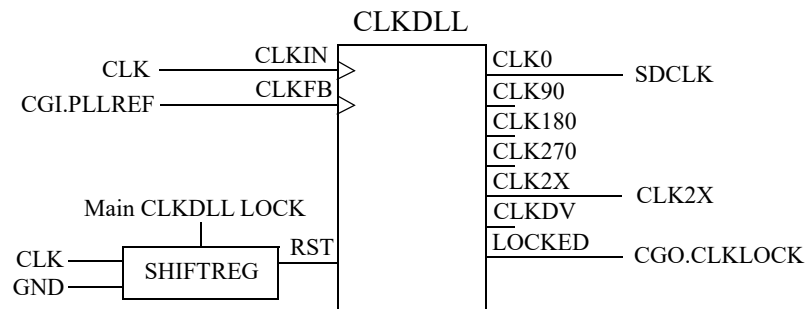 CLKDLL
CLK CLKIN CLK0 SDCLK
CGI.PLLREF CLKFB CLK90
CLK180
CLK270
CLK2X CLK2X
Main CLKDLL LOCK CLKDV
CLK SHIFTREG RST LOCKED CGO.CLKLOCK
GND